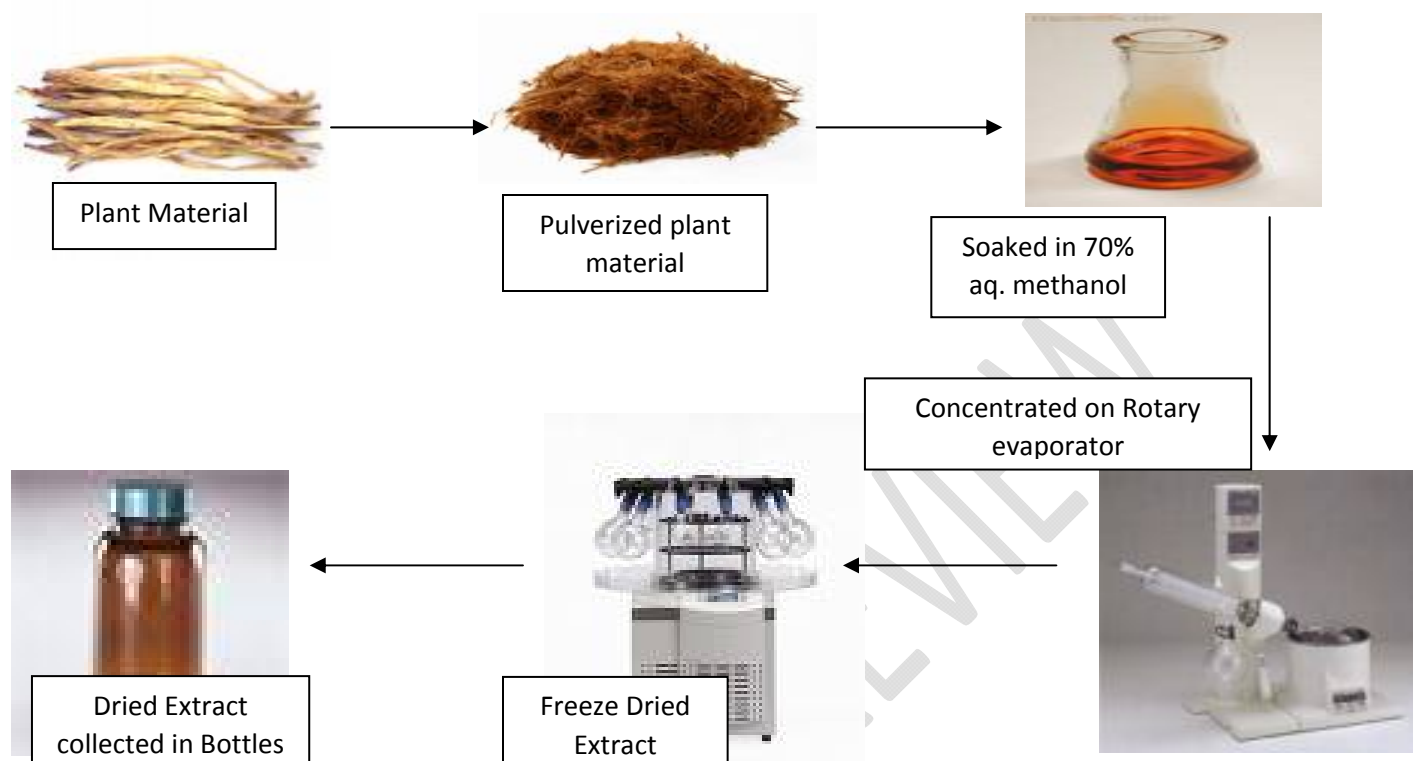 Plant Material
Pulverized plant
material
Soaked in 70%
aq. methanol
Concentrated on Rotary
evaporator
Freeze Dried
Extract
Dried Extract
collected in Bottles